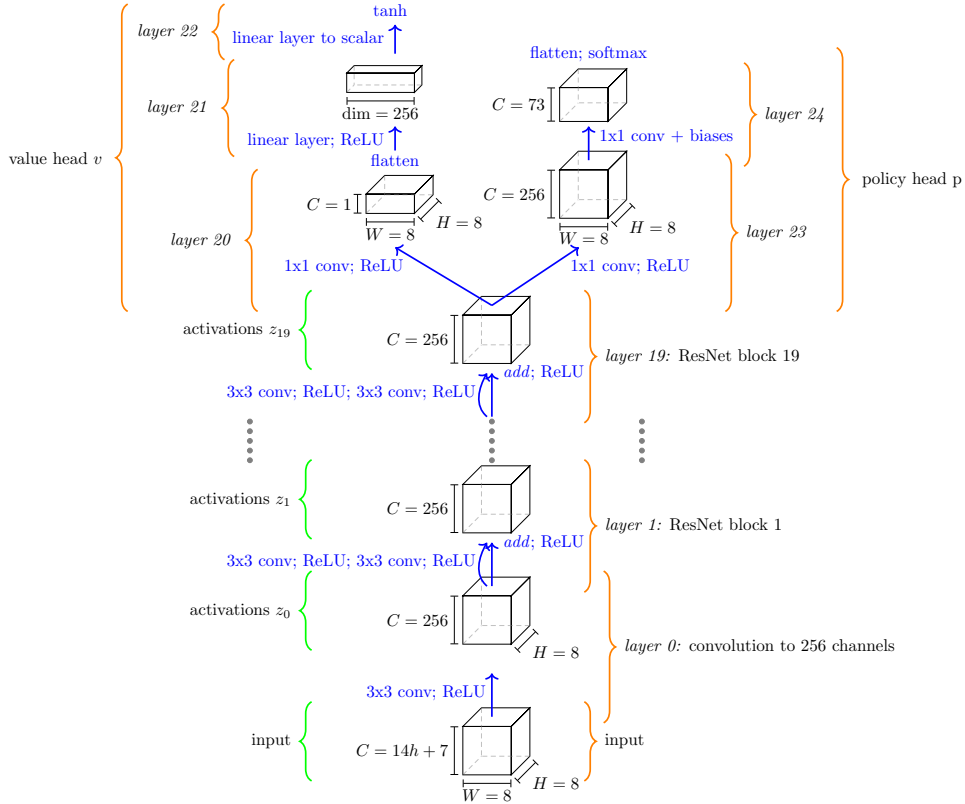 tanh
layer 22
linear layer to scalar
flatten; softmax
C = 73
layer 21
dim = 256
layer 24
linear layer; ReLU
1x1 conv + biases
value head v
flatten
policy head p
C = 1
C = 256
H = 8
H = 8
W = 8
W = 8
layer 20
layer 23
1x1 conv; ReLU
1x1 conv; ReLU
activations z19
C = 256
layer 19: ResNet block 19
add; ReLU
3x3 conv; ReLU; 3x3 conv; ReLU
activations z1
C = 256
layer 1: ResNet block 1
add; ReLU
3x3 conv; ReLU; 3x3 conv; ReLU
activations z0
C = 256
H = 8
layer 0: convolution to 256 channels
3x3 conv; ReLU
input
C = 14h + 7
input
H = 8
W = 8